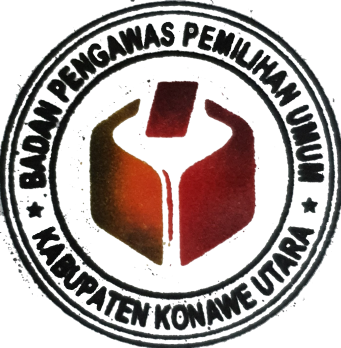 BADAN PENGAWAS PEMILIHAN UMUM
KABUPATEN KONAWE UTARA